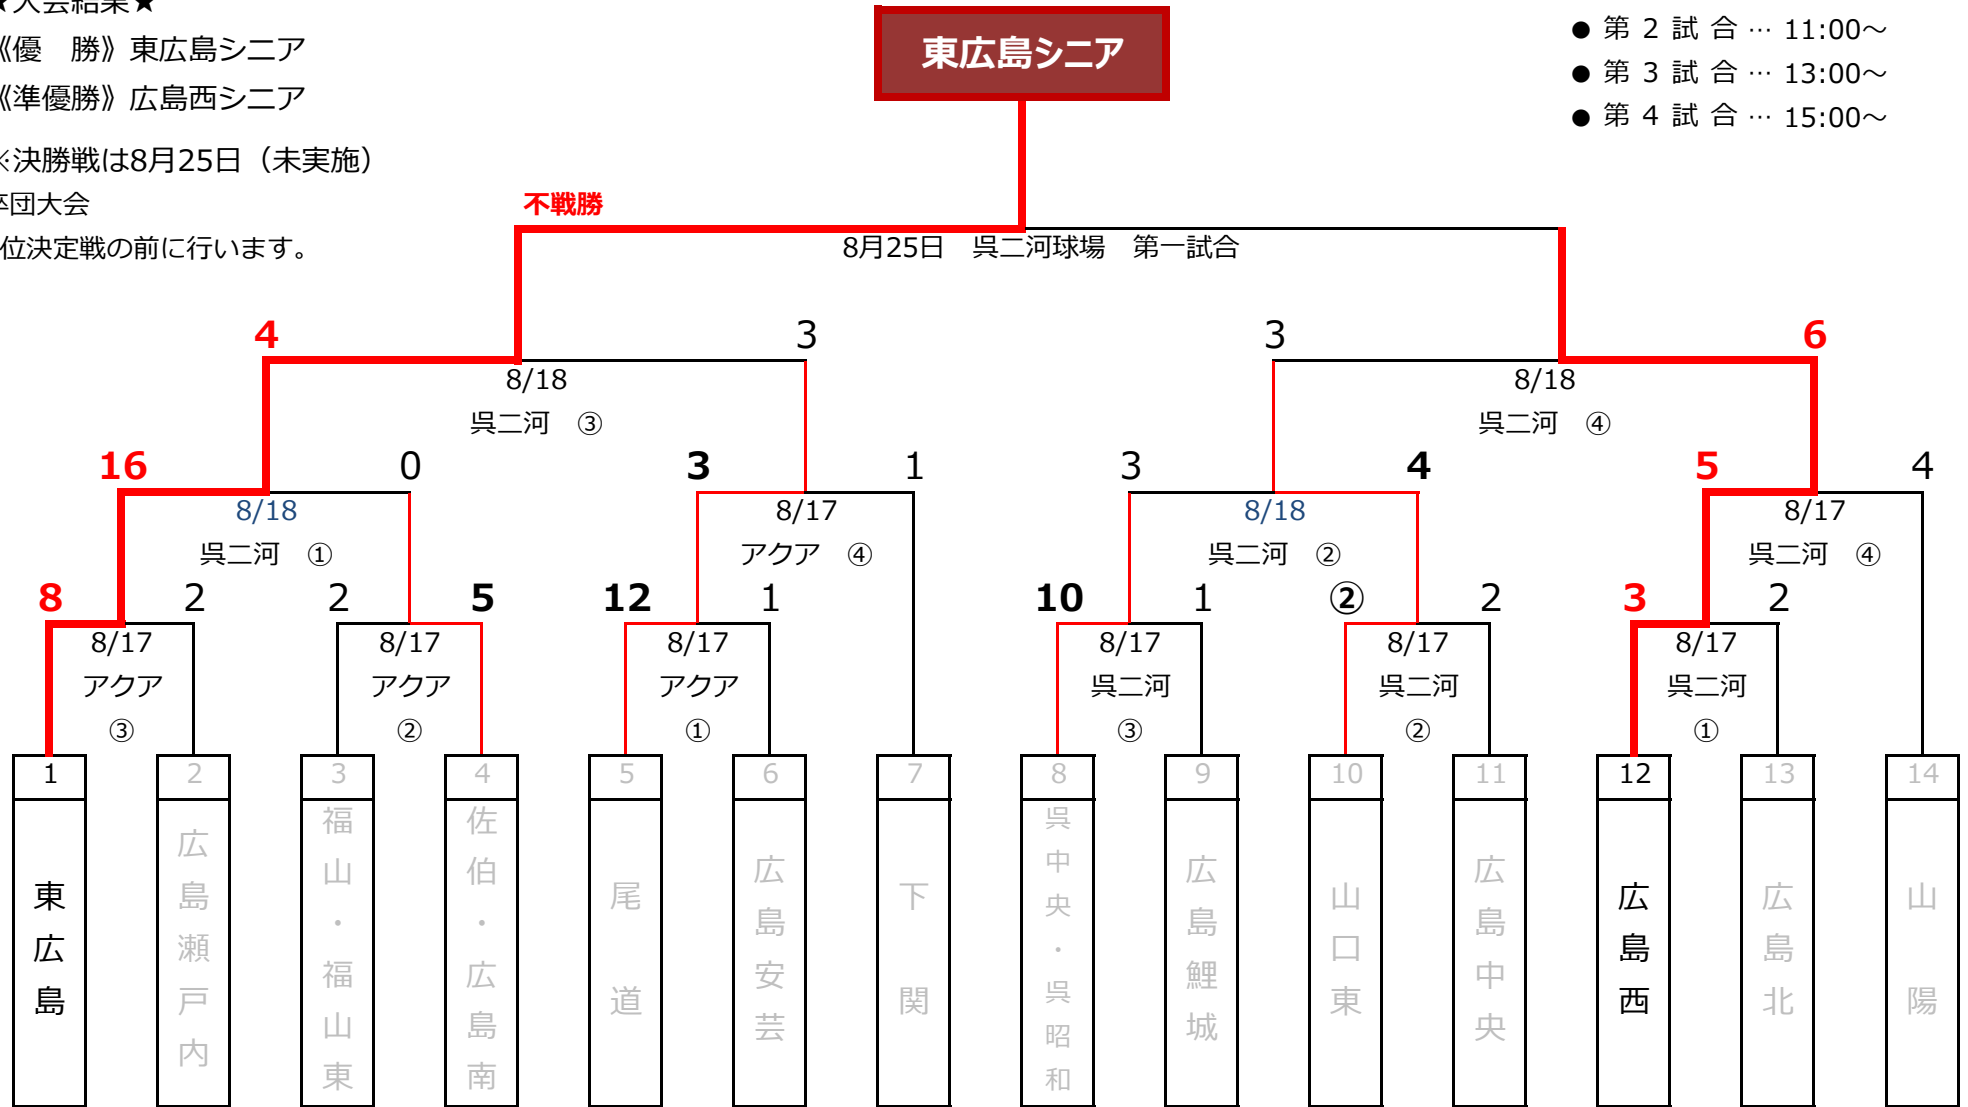 ★大会結果★
《優　勝》東広島シニア
《準優勝》広島西シニア
※決勝戦は8月25日（未実施）
卒団大会
位決定戦の前に行います。
東広島シニア
● 第 2 試 合 … 11:00～
● 第 3 試 合 … 13:00～
● 第 4 試 合 … 15:00～
不戦勝
8月25日　呉二河球場　第一試合
4 3 3 6
8/18 8/18
呉二河　③ 呉二河　④
16 0 3 1 3 4 5 4
8/18 8/17 8/18 8/17
呉二河　① アクア　④ 呉二河　② 呉二河　④
8 2 2 5 12 1 10 1 ② 2 3 2
8/17 8/17 8/17 8/17 8/17 8/17
アクア アクア アクア 呉二河 呉二河 呉二河
③ ② ① ③ ② ①
1 2 3 4 5 6 7 8 9 10 11 12 13 14
東広島
広島瀬戸内
福山・福山東
佐伯・広島南
尾道
広島安芸
下関
呉中央・呉昭和
広島鯉城
山口東
広島中央
広島西
広島北
山陽